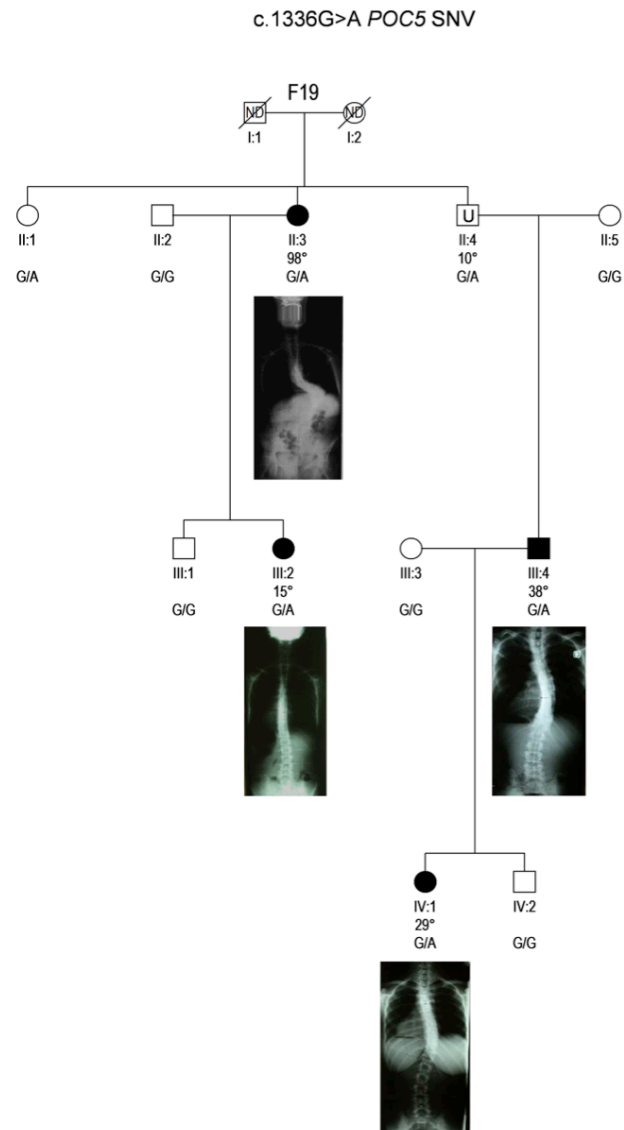 c.1336G>A POC5 SNV
F19
ND ND
I:1 I:2
U
II:1 II:2 II:3 II:4 II:5
98° 10°
G/A G/G G/A G/A G/G
III:1 III:2 III:3 III:4
15° 38°
G/G G/A G/G G/A
IV:1 IV:2
29°
G/A G/G